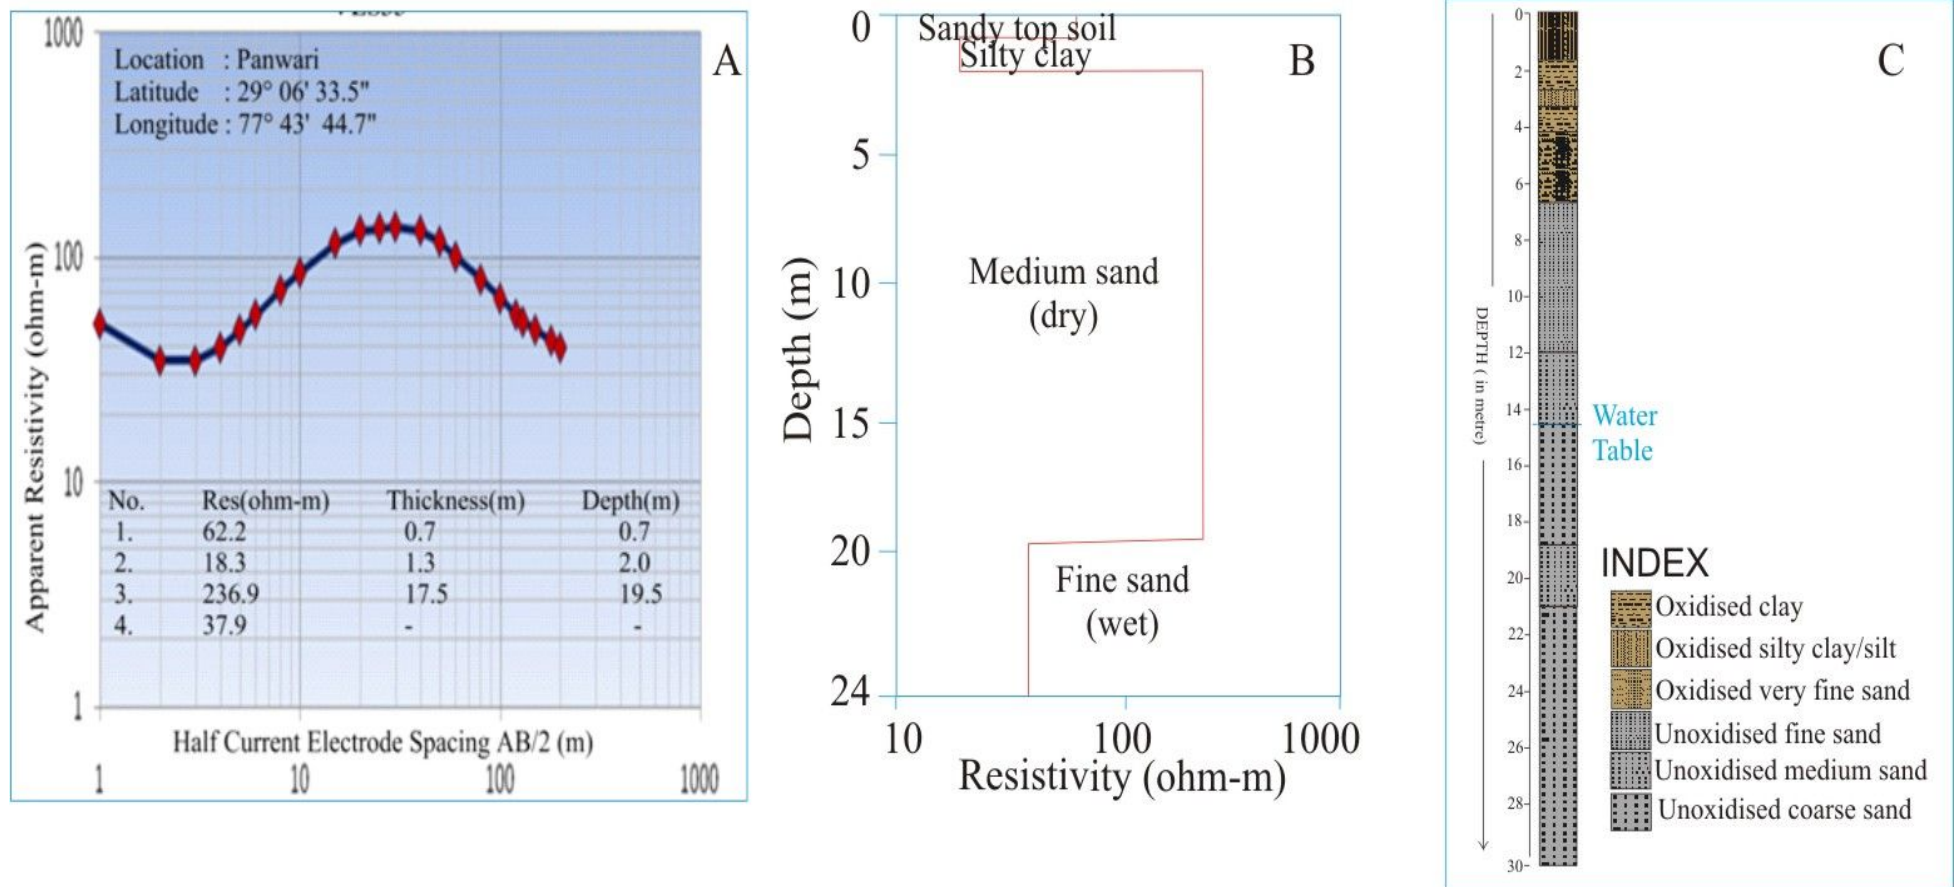 1000
100
10
1
Apparent Resistivity (ohm-m)
Location : Panwari
Latitude : 29° 06' 33.5"
Longitude : 77° 43' 44.7"
A
No. Res(ohm-m) Thickness(m) Depth(m)
1. 62.2 0.7 0.7
2. 18.3 1.3 2.0
3. 236.9 17.5 19.5
4. 37.9 - -
Half Current Electrode Spacing AB/2 (m)
1 10 100 1000
B
Depth (m)
0
5
10
15
20
24
Sandy top soil
Silty clay
Medium sand
(dry)
Fine sand
(wet)
10 100 1000
Resistivity (ohm-m)
C
DEPTH ( in metre)
0
2
4
6
8
10
12
14
16
18
20
22
24
26
28
30
Water
Table
INDEX
Oxidised clay
Oxidised silty clay/silt
Oxidised very fine sand
Unoxidised fine sand
Unoxidised medium sand
Unoxidised coarse sand